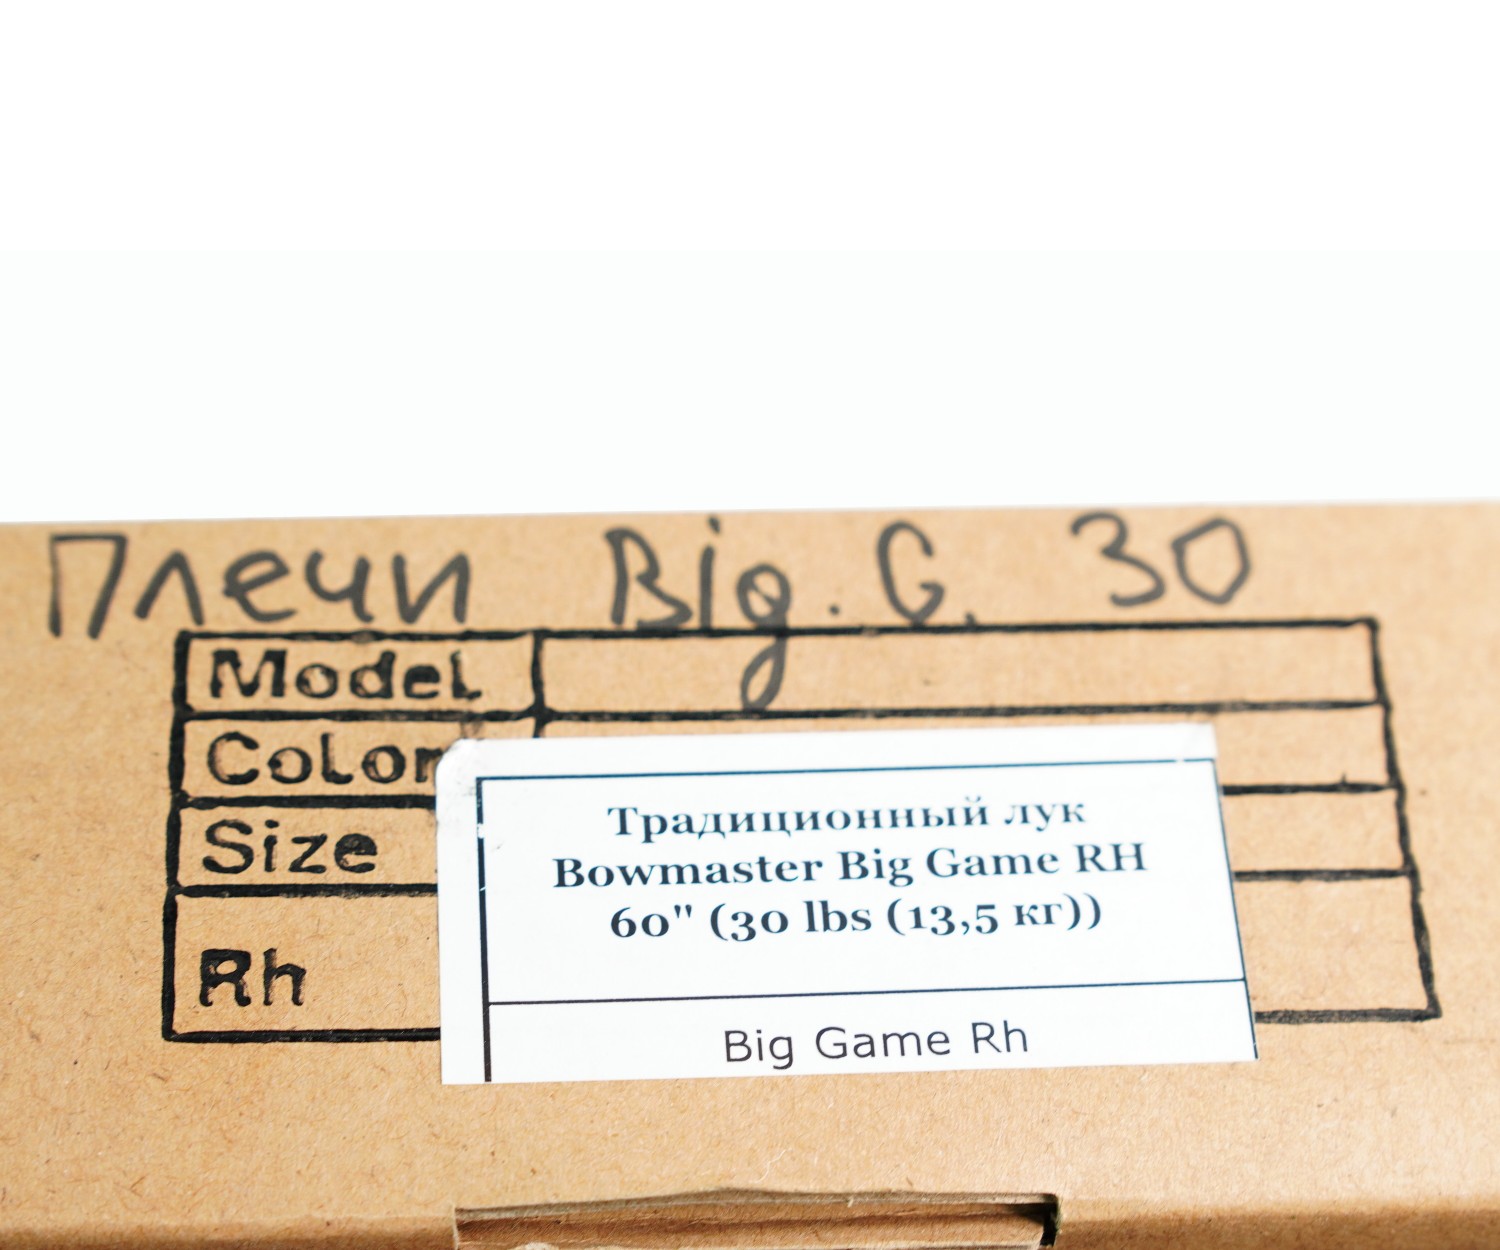 Плечи Big. G. 30
Model
Color
Size
Rh
Традиционный лук
Bowmaster Big Game RH
60" (30 lbs (13,5 кг))
Big Game Rh